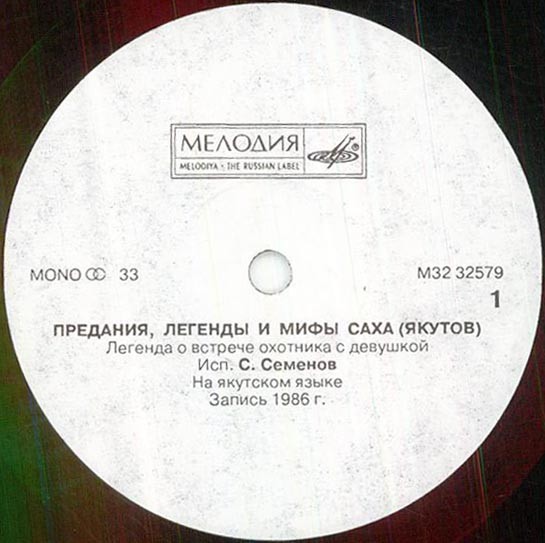 МЕЛОДИЯ
MELODIYA · THE RUSSIAN LABEL
MONO 33
М32 32579
1
ПРЕДАНИЯ, ЛЕГЕНДЫ И МИФЫ САХА (ЯКУТОВ)
Легенда о встрече охотника с девушкой
Исп. С. Семенов
На якутском языке
Запись 1986 г.